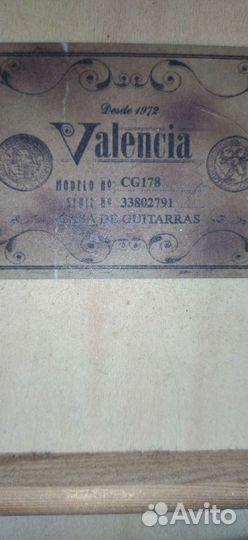 Desde 1972
Valencia
MODELO Nº CG178
SERIE Nº 33802791
CASA DE GUITARRAS
Avito